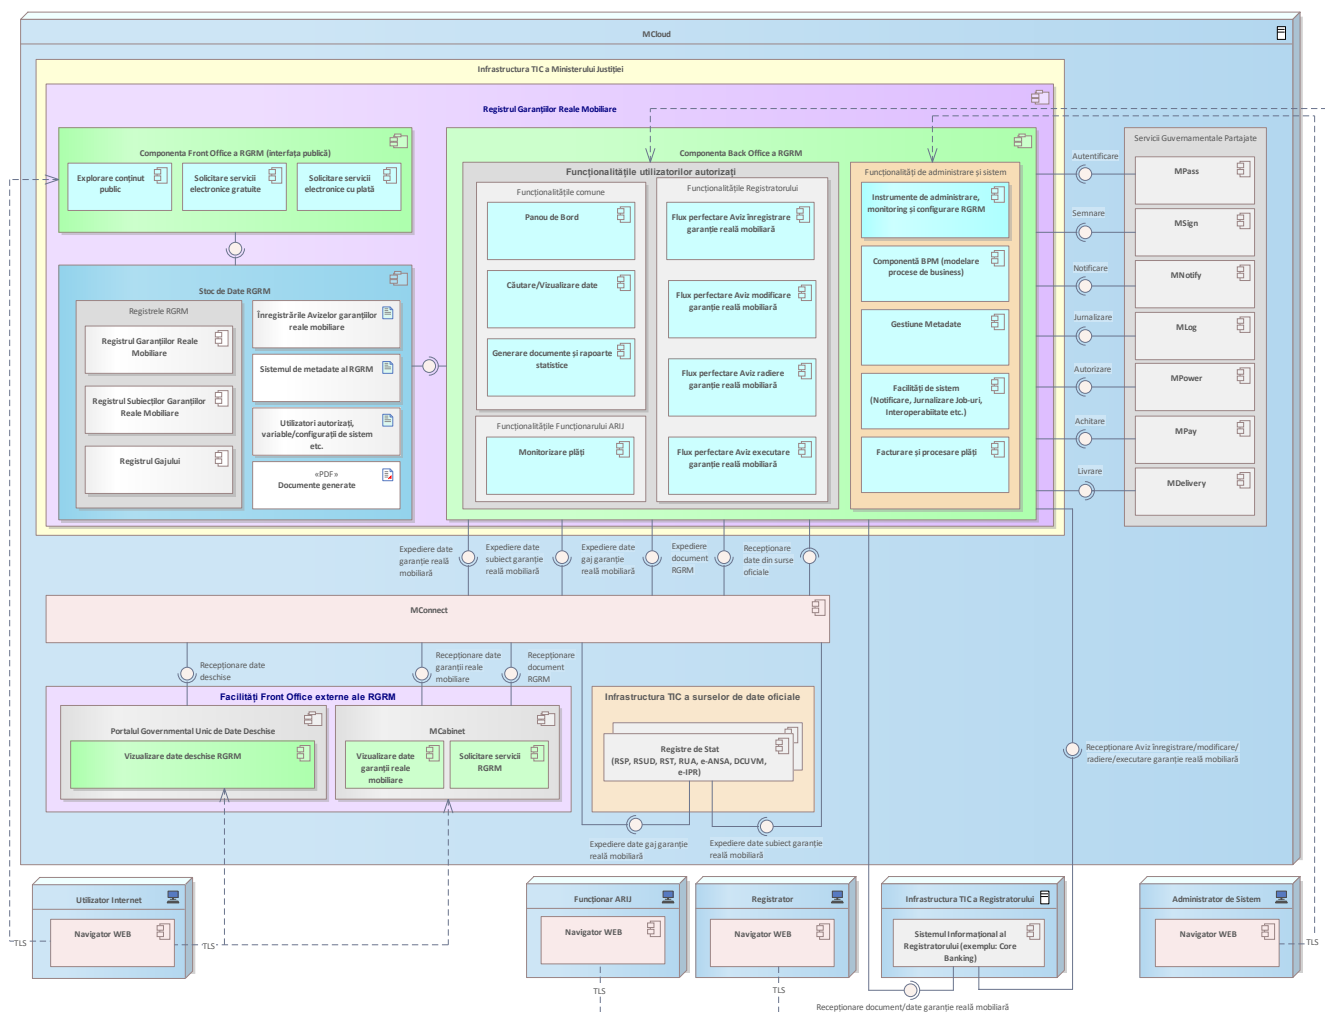 MCloud
Infrastructura TIC a Ministerului Justiției
Registrul Garanțiilor Reale Mobiliare
Componenta Front Office a RGRM (interfața publică)
Explorare conținut
public
Solicitare servicii
electronice gratuite
Solicitare servicii
electronice cu plată
Stoc de Date RGRM
Registrele RGRM
Registrul Garanțiilor Reale
Mobiliare
Registrul Subiecților Garanțiilor
Reale Mobiliare
Registrul Gajului
Înregistrările Avizelor garanțiilor
reale mobiliare
Sistemul de metadate al RGRM
Utilizatori autorizați,
variable/configurații de sistem
etc.
«PDF»
Documente generate
Componenta Back Office a RGRM
Funcționalitățile utilizatorilor autorizați
Funcționalitățile comune
Panou de Bord
Căutare/Vizualizare date
Generare documente și rapoarte
statistice
Funcționalitățile Funcționarului ARIJ
Monitorizare plăți
Funcționalitățile Registratorului
Flux perfectare Aviz înregistrare
garanție reală mobiliară
Flux perfectare Aviz modificare
garanție reală mobiliară
Flux perfectare Aviz radiere
garanție reală mobiliară
Flux perfectare Aviz executare
garanție reală mobiliară
Funcționalități de administrare și sistem
Instrumente de administrare,
monitoring și configurare RGRM
Componentă BPM (modelare
procese de business)
Gestiune Metadate
Facilități de sistem
(Notificare, Jurnalizare Job-uri,
Interoperabiitate etc.)
Facturare și procesare plăți
Autentificare
Semnare
Notificare
Jurnalizare
Autorizare
Achitare
Livrare
Servicii Guvernamentale Partajate
MPass
MSign
MNotify
MLog
MPower
MPay
MDelivery
Expediere date
garanție reală
mobiliară
Expediere date
subiect garanție
reală mobiliară
Expediere date
gaj garanție
reală mobiliară
Expediere
document
RGRM
Recepționare
date din surse
oficiale
MConnect
Recepționare date
deschise
Recepționare date
garanții reale
mobiliare
Recepționare
document
RGRM
Facilități Front Office externe ale RGRM
Portalul Governmental Unic de Date Deschise
Vizualizare date deschise RGRM
MCabinet
Vizualizare date
garanții reale
mobiliare
Solicitare servicii
RGRM
Infrastructura TIC a surselor de date oficiale
Registre de Stat
(RSP, RSUD, RST, RUA, e-ANSA, DCUVM,
e-IPR)
Expediere date gaj garanție
reală mobiliară
Expediere date subiect garanție
reală mobiliară
Recepționare Aviz înregistrare/modificare/
radiere/executare garanție reală mobiliară
Utilizator Internet
Navigator WEB
TLS
TLS
Funcționar ARIJ
Navigator WEB
TLS
Registrator
Navigator WEB
TLS
Infrastructura TIC a Registratorului
Sistemul Informațional al
Registratorului (exemplu: Core
Banking)
Recepționare document/date garanție reală mobiliară
Administrator de Sistem
Navigator WEB
TLS